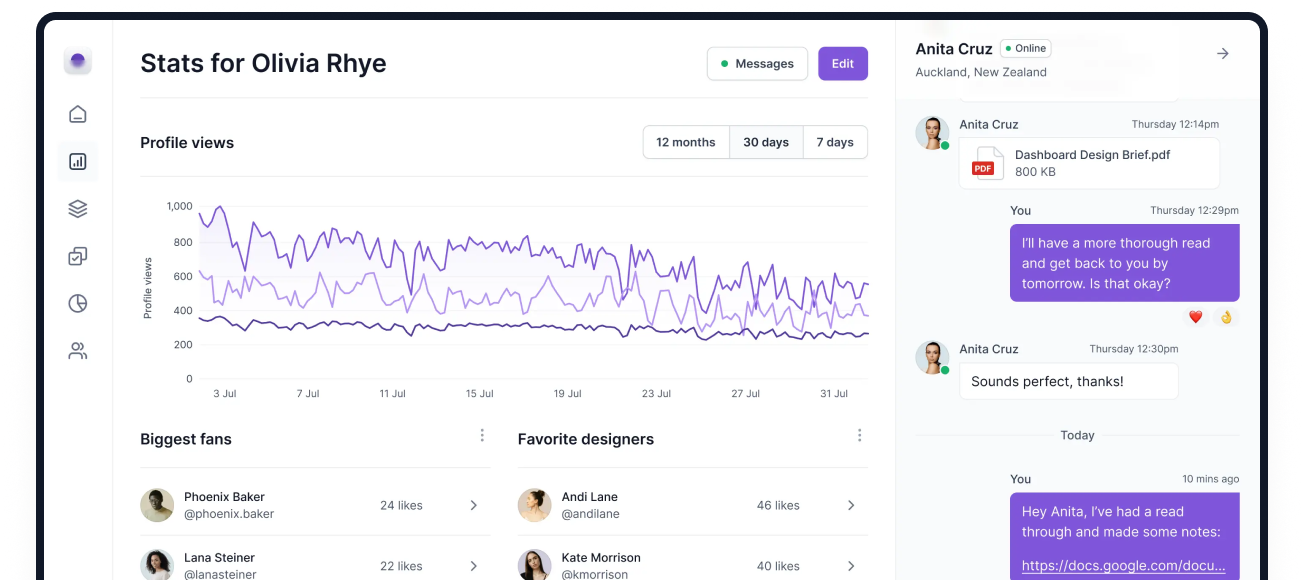 Stats for Olivia Rhye
Messages
Edit
Profile views
12 months
30 days
7 days
Profile views
1,000
800
600
400
200
0
3 Jul
7 Jul
11 Jul
15 Jul
19 Jul
23 Jul
27 Jul
31 Jul
Biggest fans
Phoenix Baker
@phoenix.baker
24 likes
Lana Steiner
@lanasteiner
22 likes
Favorite designers
Andi Lane
@andilane
46 likes
Kate Morrison
@kmorrison
40 likes
Anita Cruz
Online
Auckland, New Zealand
Anita Cruz
Thursday 12:14pm
PDF
Dashboard Design Brief.pdf
800 KB
You
Thursday 12:29pm
I’ll have a more thorough read
and get back to you by
tomorrow. Is that okay?
❤️ 👌
Anita Cruz
Thursday 12:30pm
Sounds perfect, thanks!
Today
You
10 mins ago
Hey Anita, I’ve had a read
through and made some notes:
https://docs.google.com/docu...